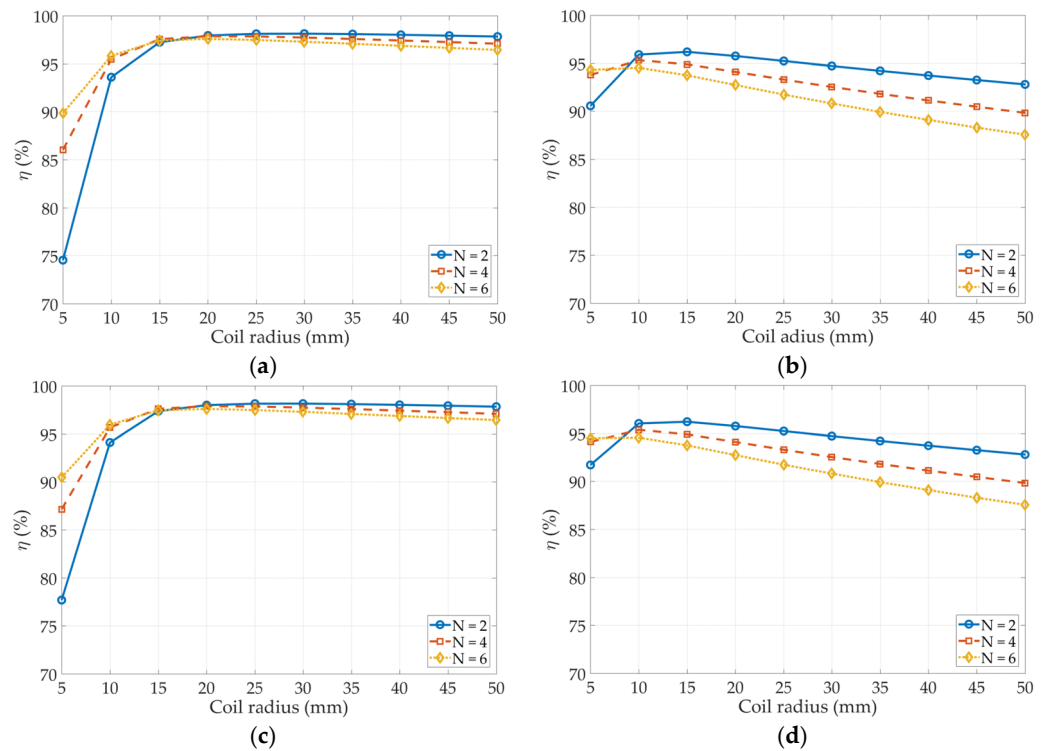 100
95
90
85
80
75
70
η (%)
5 10 15 20 25 30 35 40 45 50
Coil radius (mm)
N = 2
N = 4
N = 6
(a)
100
95
90
85
80
75
70
η (%)
5 10 15 20 25 30 35 40 45 50
Coil adius (mm)
N = 2
N = 4
N = 6
(b)
100
95
90
85
80
75
70
η (%)
5 10 15 20 25 30 35 40 45 50
Coil radius (mm)
N = 2
N = 4
N = 6
(c)
100
95
90
85
80
75
70
η (%)
5 10 15 20 25 30 35 40 45 50
Coil radius (mm)
N = 2
N = 4
N = 6
(d)